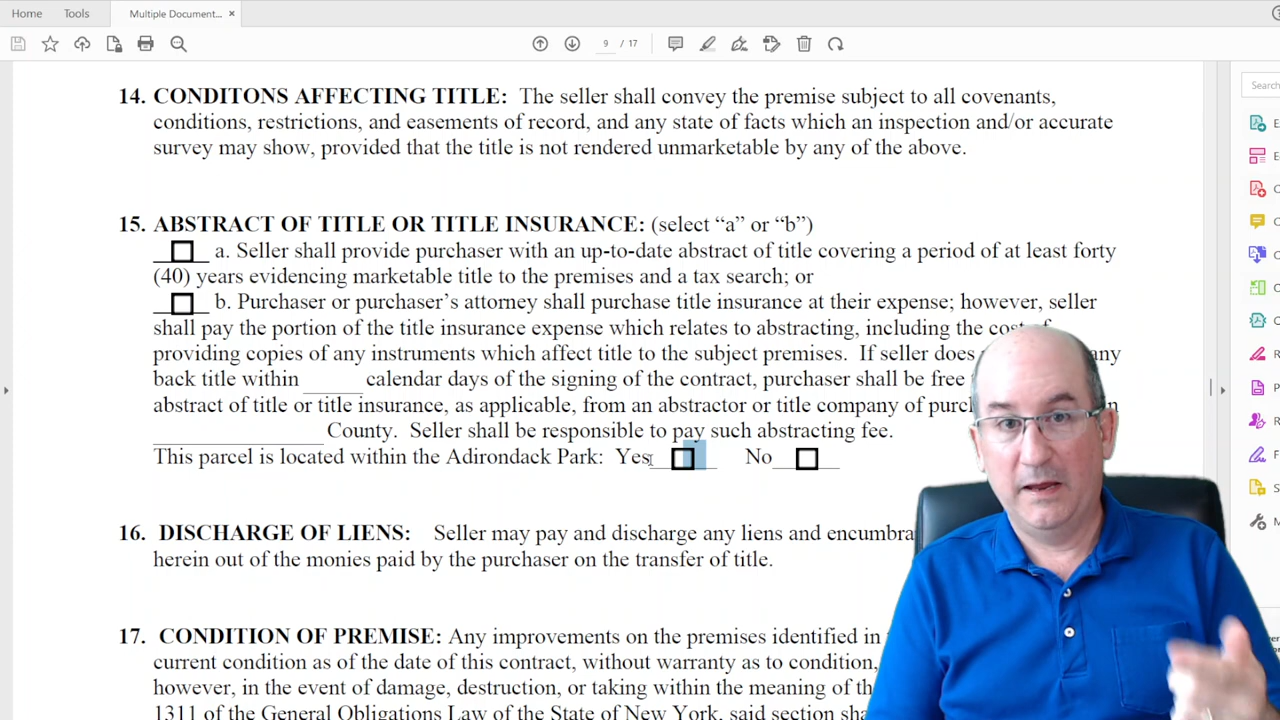 Home
Tools
Multiple Document...
9 / 17
Search
14. CONDITONS AFFECTING TITLE: The seller shall convey the premise subject to all covenants,
conditions, restrictions, and easements of record, and any state of facts which an inspection and/or accurate
survey may show, provided that the title is not rendered unmarketable by any of the above.
15. ABSTRACT OF TITLE OR TITLE INSURANCE: (select “a” or “b”)
a. Seller shall provide purchaser with an up-to-date abstract of title covering a period of at least forty
(40) years evidencing marketable title to the premises and a tax search; or
b. Purchaser or purchaser’s attorney shall purchase title insurance at their expense; however, seller
shall pay the portion of the title insurance expense which relates to abstracting, including the cost of
providing copies of any instruments which affect title to the subject premises. If seller does any
back title within ______ calendar days of the signing of the contract, purchaser shall be free
abstract of title or title insurance, as applicable, from an abstractor or title company of
_________________ County. Seller shall be responsible to pay such abstracting fee.
This parcel is located within the Adirondack Park: Yes No
16. DISCHARGE OF LIENS: Seller may pay and discharge any liens and
herein out of the monies paid by the purchaser on the transfer of title.
17. CONDITION OF PREMISE: Any improvements on the premises identified in
current condition as of the date of this contract, without warranty as to condition,
however, in the event of damage, destruction, or taking within the meaning of
1311 of the General Obligations Law of the State of New York, said section